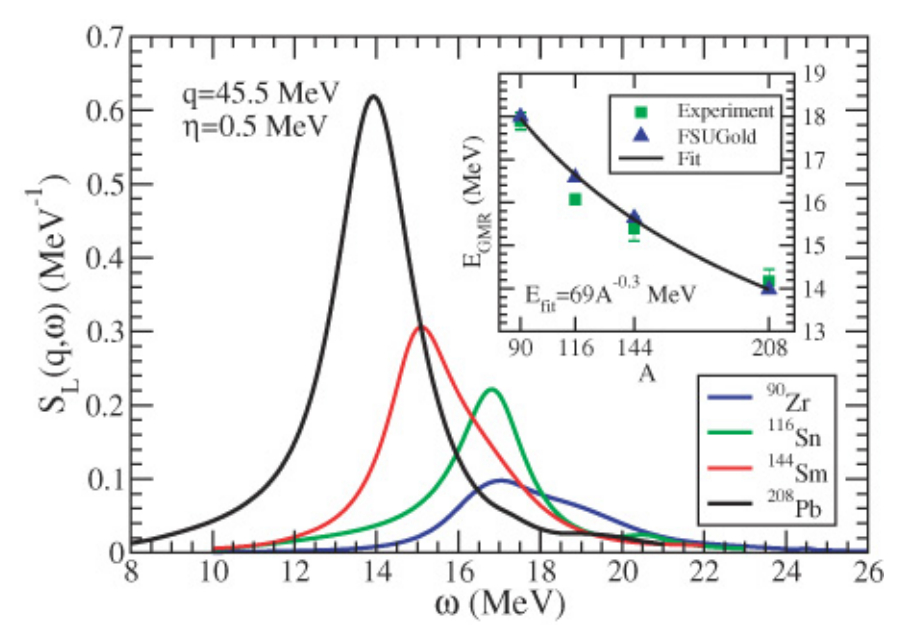 0.7
0.6
0.5
0.4
0.3
0.2
0.1
0
S_L(q,ω) (MeV⁻¹)
q=45.5 MeV
η=0.5 MeV
8 10 12 14 16 18 20 22 24 26
ω (MeV)
19
18
17
16
15
14
13
E_GMR (MeV)
Experiment
FSUGold
Fit
E_fit=69A^-0.3 MeV
90 116 144 208
A
⁹⁰Zr
¹¹⁶Sn
¹⁴⁴Sm
²⁰⁸Pb